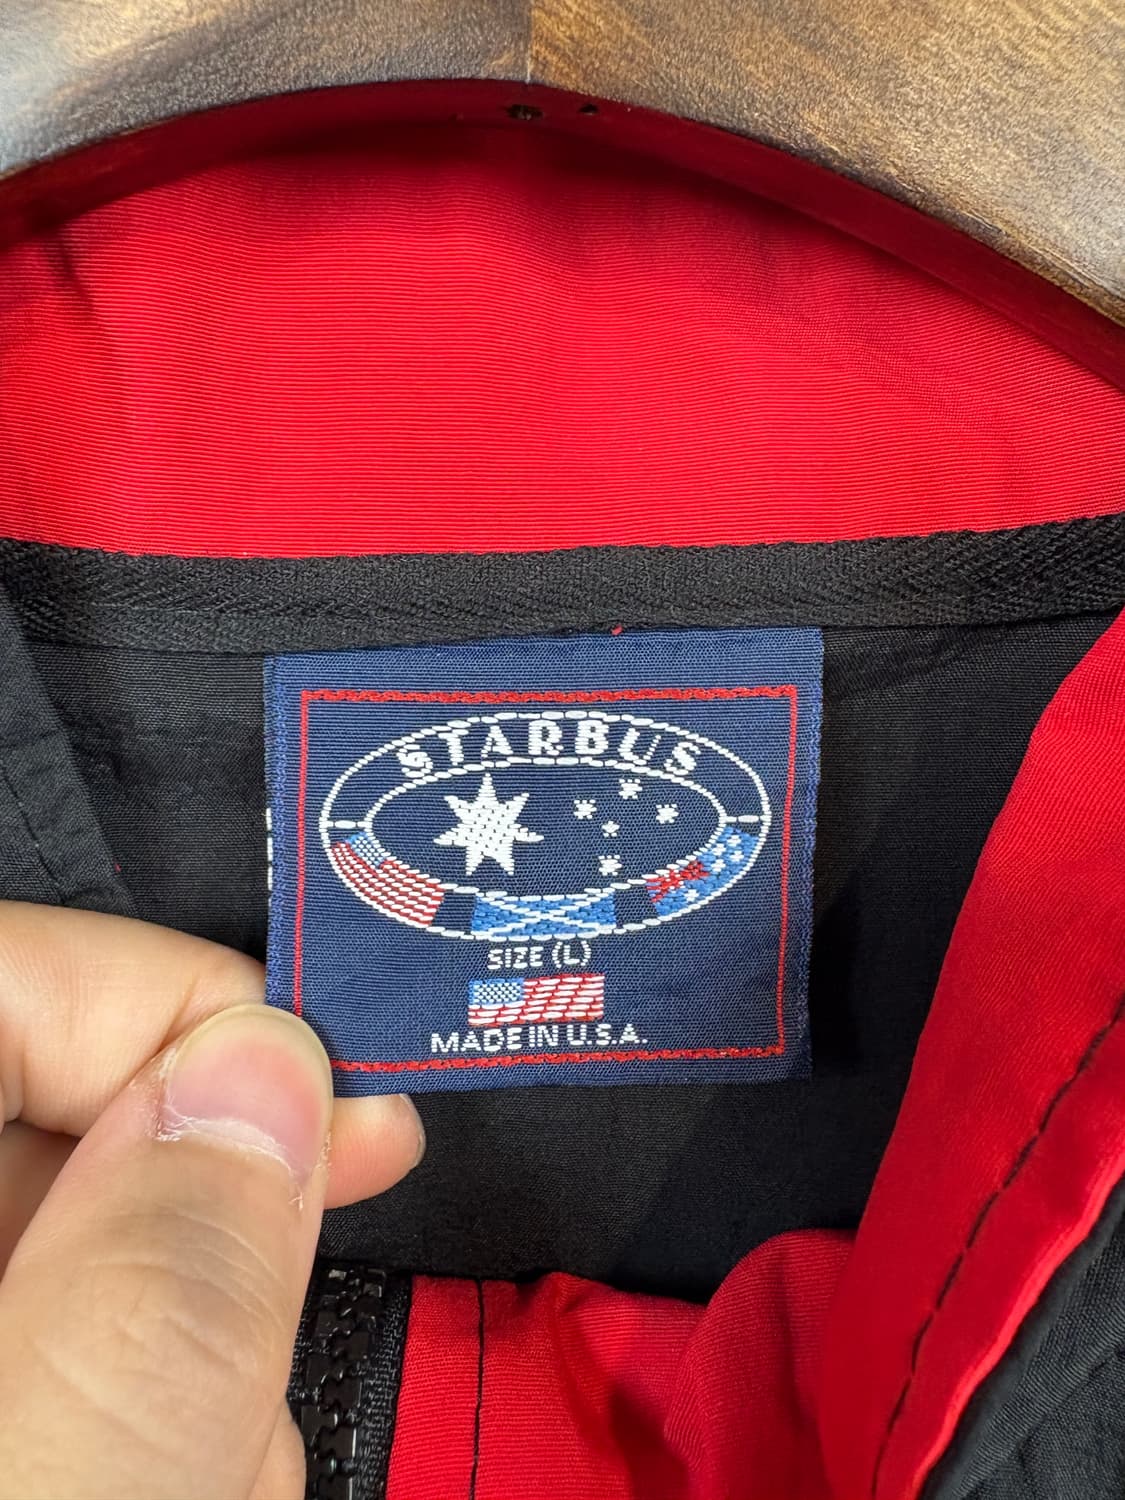 STARBUS
SIZE (L)
MADE IN U.S.A.